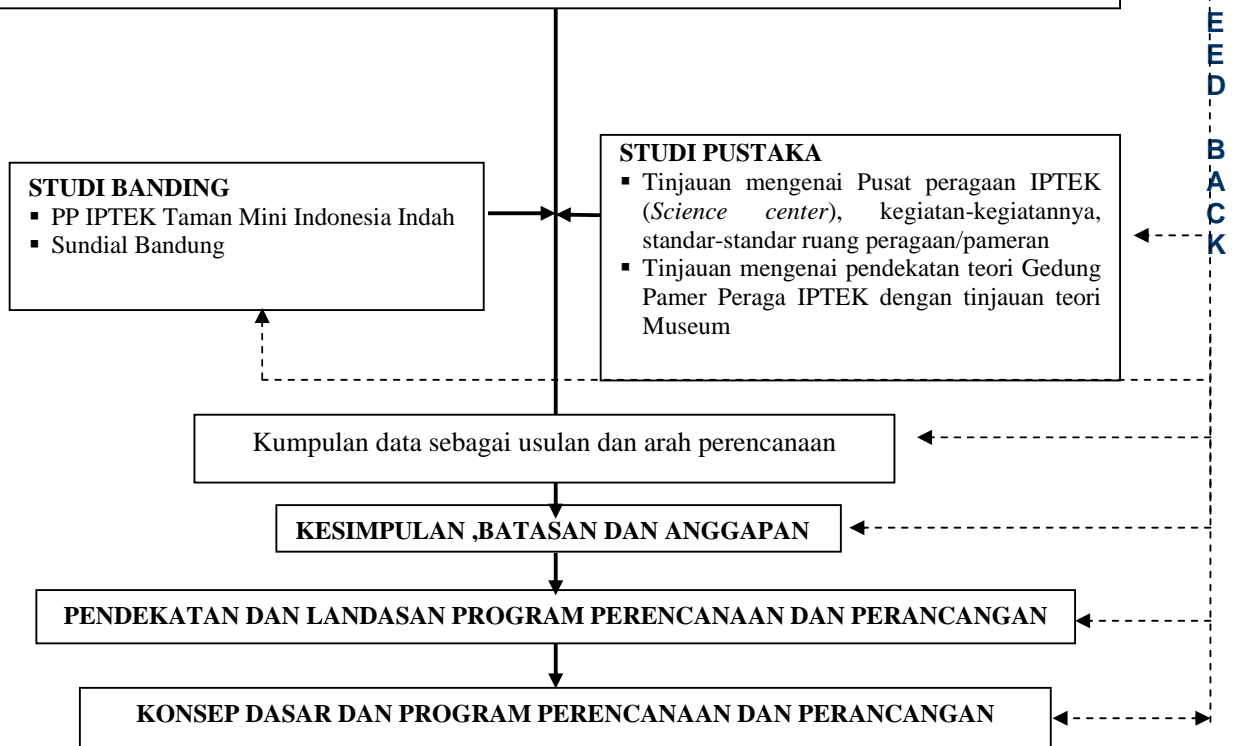 STUDI BANDING
▪ PP IPTEK Taman Mini Indonesia Indah
▪ Sundial Bandung
STUDI PUSTAKA
▪ Tinjauan mengenai Pusat peragaan IPTEK
(Science center), kegiatan-kegiatannya,
standar-standar ruang peragaan/pameran
▪ Tinjauan mengenai pendekatan teori Gedung
Pamer Peraga IPTEK dengan tinjauan teori
Museum
E
E
D
B
A
C
K
Kumpulan data sebagai usulan dan arah perencanaan
KESIMPULAN ,BATASAN DAN ANGGAPAN
PENDEKATAN DAN LANDASAN PROGRAM PERENCANAAN DAN PERANCANGAN
KONSEP DASAR DAN PROGRAM PERENCANAAN DAN PERANCANGAN